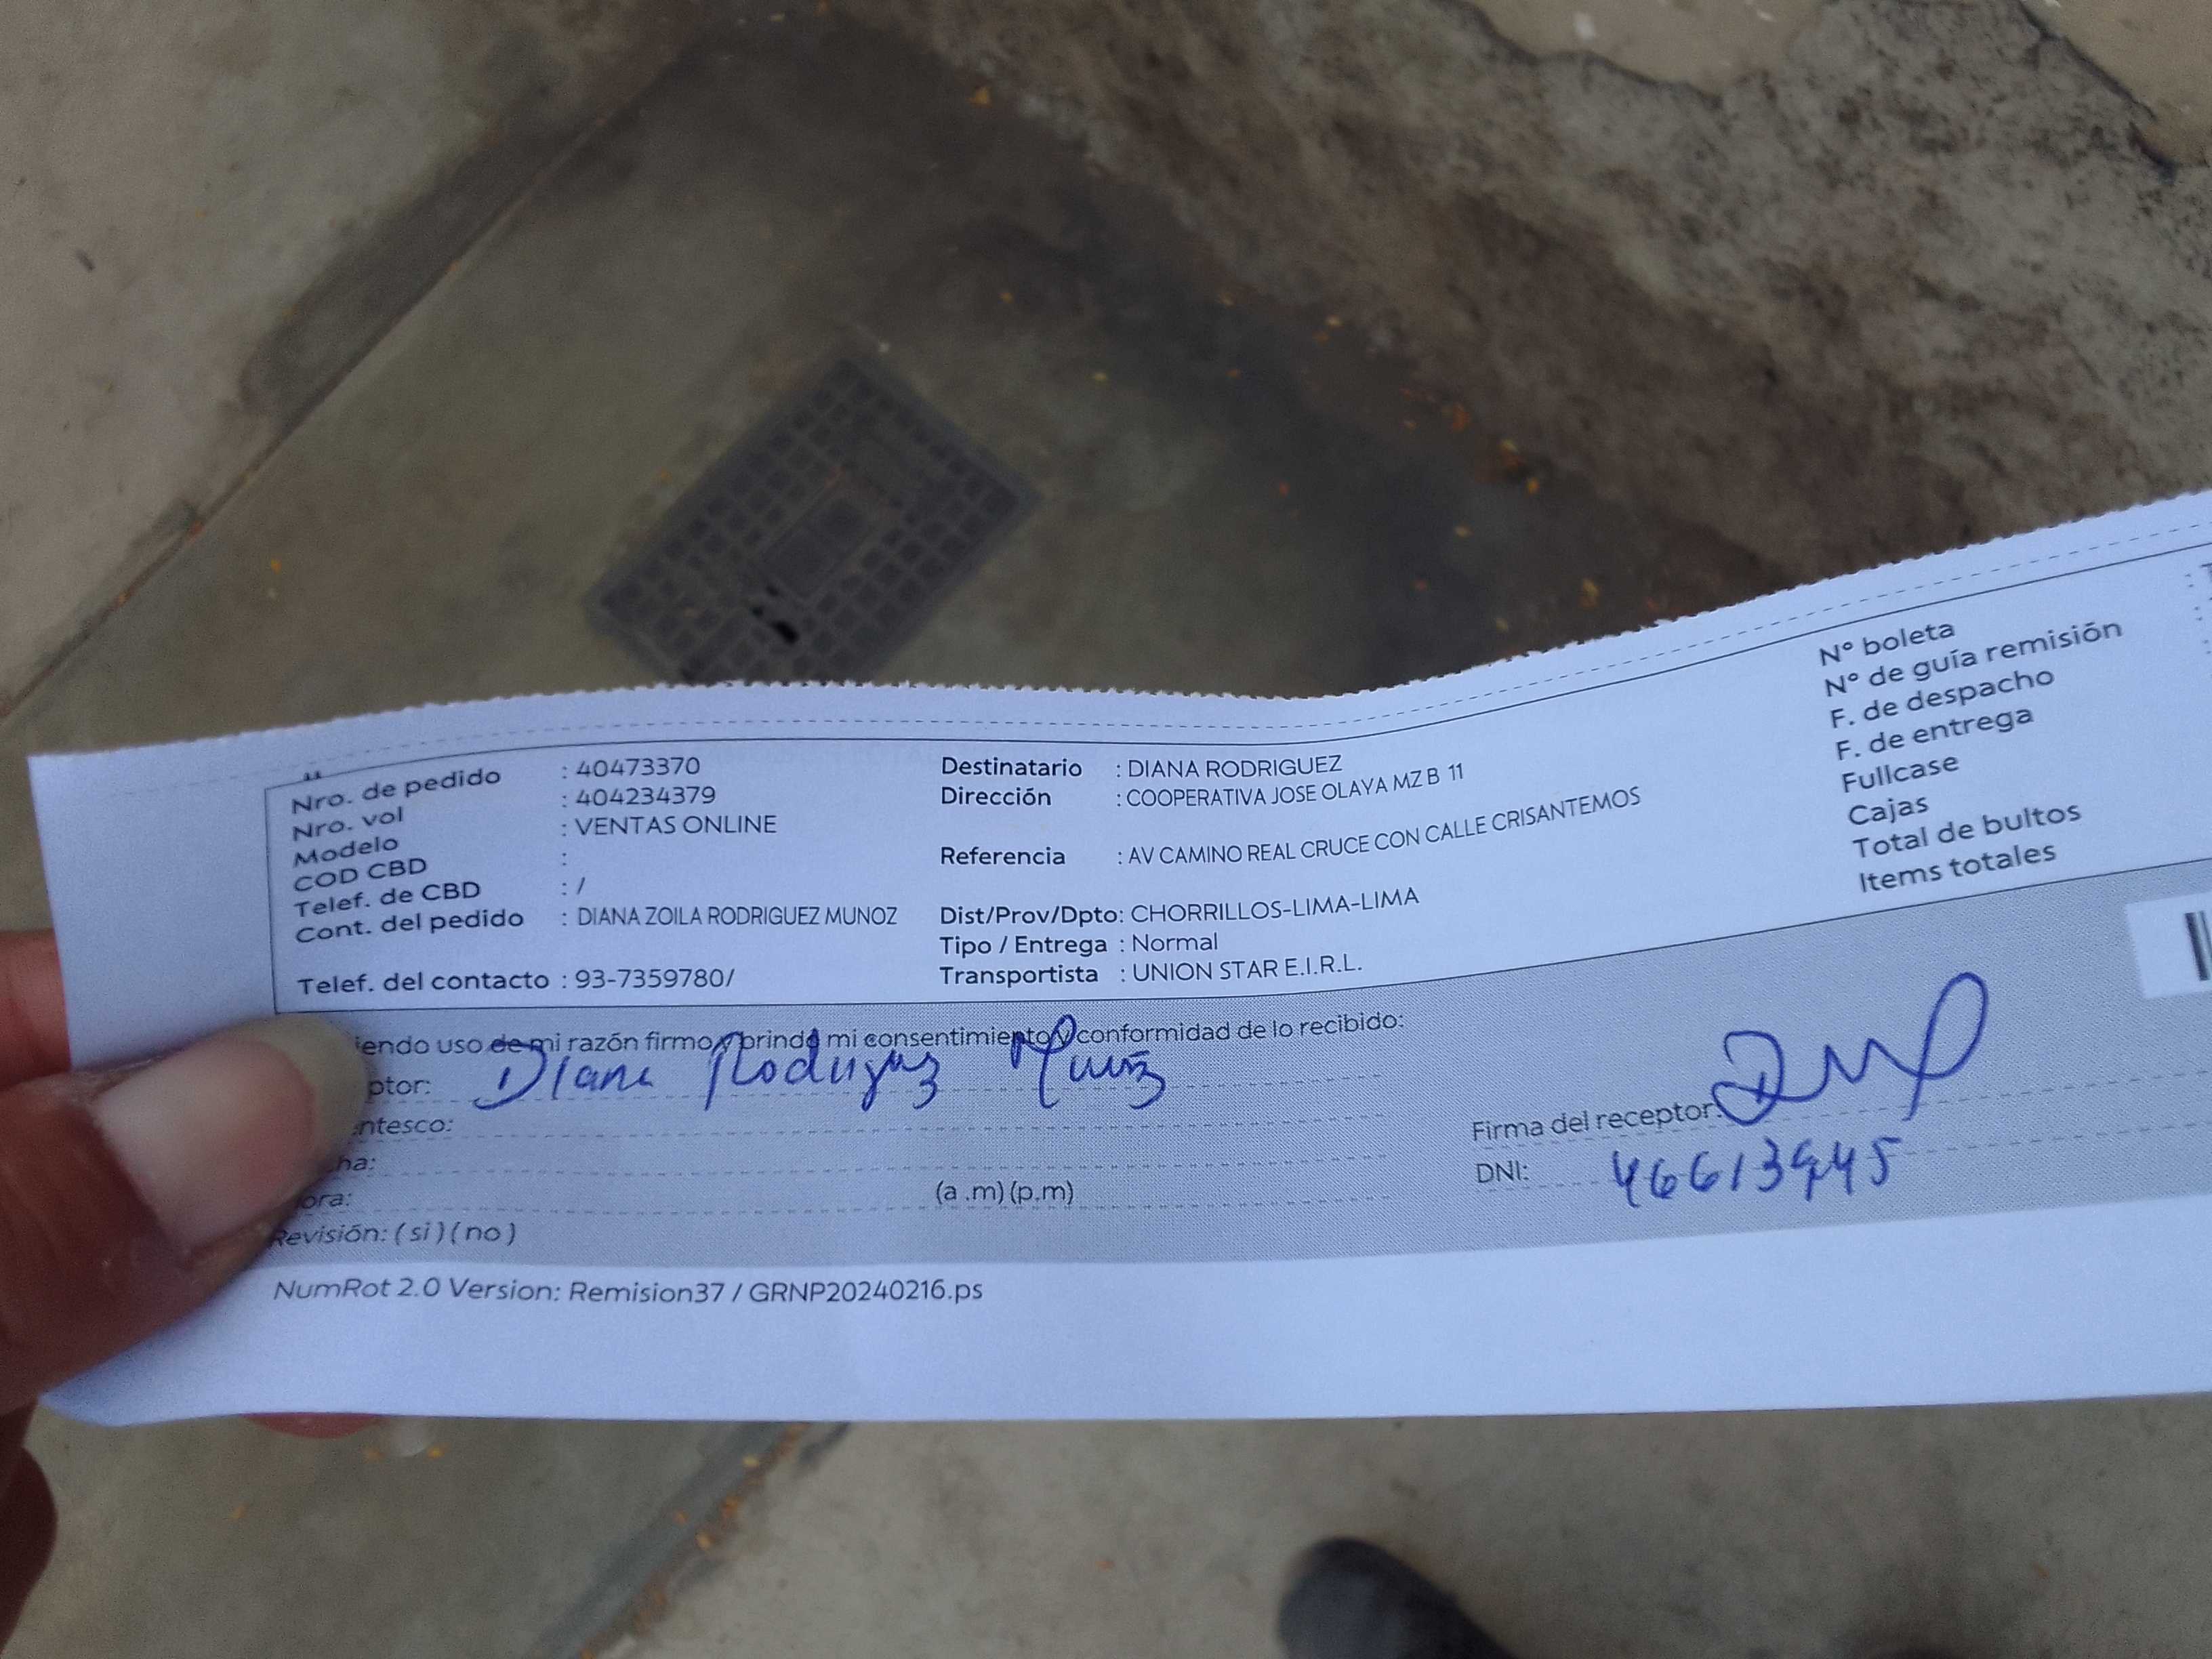 Nro. de pedido : 40473370
Nro. vol : 404234379
Modelo : VENTAS ONLINE
COD CBD :
Telef. de CBD : /
Cont. del pedido : DIANA ZOILA RODRIGUEZ MUNOZ
Telef. del contacto : 93-7359780/
Destinatario : DIANA RODRIGUEZ
Dirección : COOPERATIVA JOSE OLAYA MZ B 11
Referencia : AV CAMINO REAL CRUCE CON CALLE CRISANTEMOS
Dist/Prov/Dpto: CHORRILLOS-LIMA-LIMA
Tipo / Entrega : Normal
Transportista : UNION STAR E.I.R.L.
N° boleta
N° de guía remisión
F. de despacho
F. de entrega
Fullcase
Cajas
Total de bultos
Items totales
iendo uso de mi razón firmo y brindo mi consentimiento y conformidad de lo recibido:
ptor: Diana Rodriguez
ntesco:
ha:
ora: (a .m) (p.m)
Revisión: ( si ) ( no )
Firma del receptor:
DNI:
NumRot 2.0 Version: Remision37 / GRNP20240216.ps